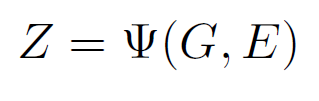 Z = Ψ(G, E)